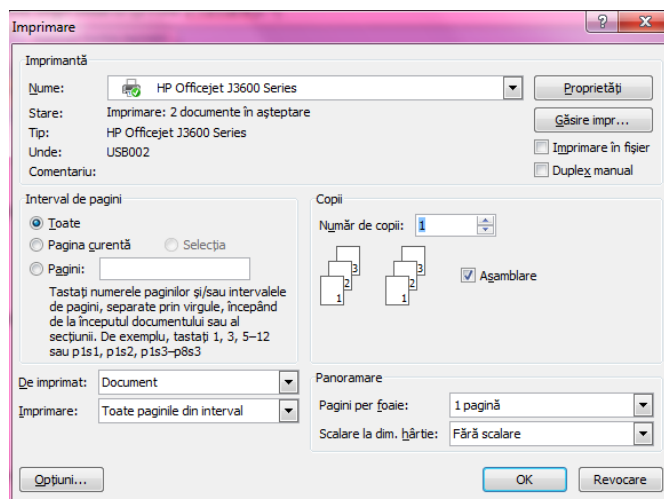 Imprimare
Imprimantă
Nume: HP Officejet J3600 Series
Proprietăți
Stare: Imprimare: 2 documente în așteptare
Găsire impr...
Tip: HP Officejet J3600 Series
Unde: USB002
Imprimare în fișier
Comentariu:
Duplex manual
Interval de pagini
Toate
Pagina curentă Selecția
Pagini:
Tastați numerele paginilor și/sau intervalele
de pagini, separate prin virgule, începând
de la începutul documentului sau al
secțiunii. De exemplu, tastați 1, 3, 5–12
sau p1s1, p1s2, p1s3–p8s3
Copii
Număr de copii: 1
3 3
2 2
1 1
Asamblare
De imprimat: Document
Imprimare: Toate paginile din interval
Panoramare
Pagini per foaie: 1 pagină
Scalare la dim. hârtie: Fără scalare
Opțiuni...
OK
Revocare